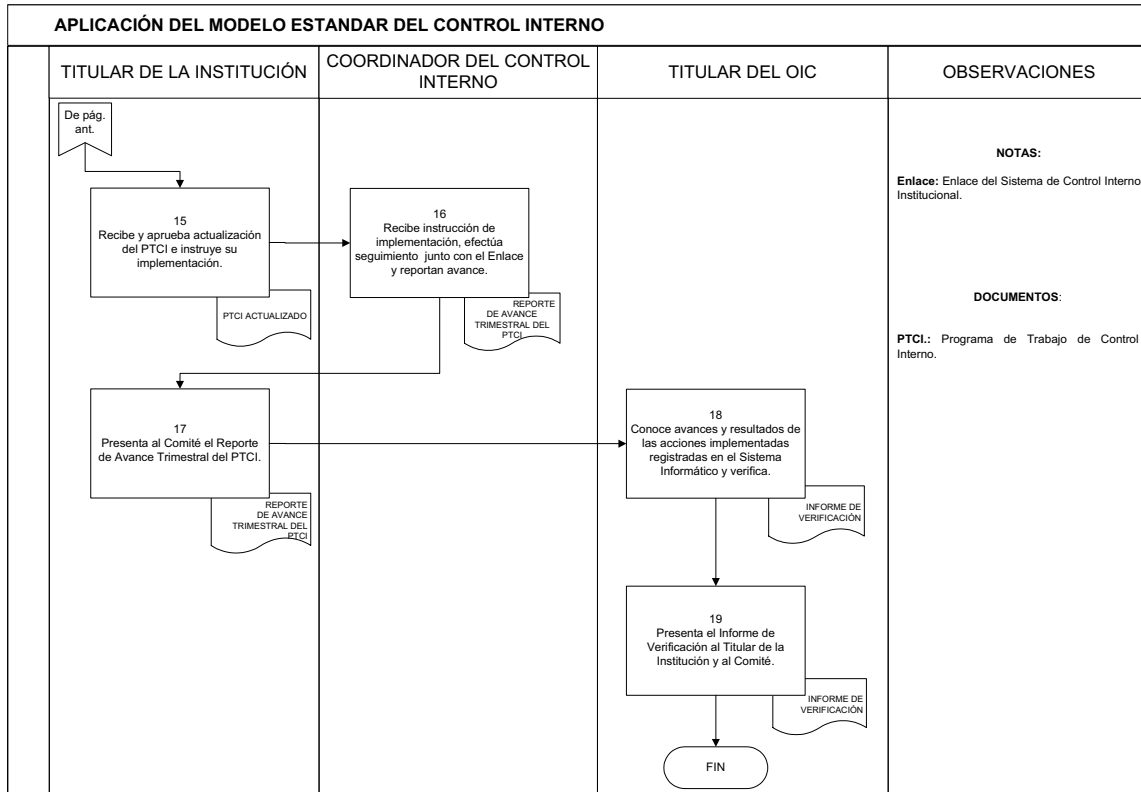 APLICACIÓN DEL MODELO ESTANDAR DEL CONTROL INTERNO
TITULAR DE LA INSTITUCIÓN
COORDINADOR DEL CONTROL
INTERNO
TITULAR DEL OIC
OBSERVACIONES
De pág.
ant.
NOTAS:
Enlace: Enlace del Sistema de Control Interno
Institucional.
15
Recibe y aprueba actualización
del PTCI e instruye su
implementación.
PTCI ACTUALIZADO
16
Recibe instrucción de
implementación, efectúa
seguimiento junto con el Enlace
y reportan avance.
REPORTE
DE AVANCE
TRIMESTRAL DEL
PTCI
DOCUMENTOS:
PTCI.: Programa de Trabajo de Control
Interno.
17
Presenta al Comité el Reporte
de Avance Trimestral del PTCI.
REPORTE
DE AVANCE
TRIMESTRAL DEL
PTCI
18
Conoce avances y resultados de
las acciones implementadas
registradas en el Sistema
Informático y verifica.
INFORME DE
VERIFICACIÓN
19
Presenta el Informe de
Verificación al Titular de la
Institución y al Comité.
INFORME DE
VERIFICACIÓN
FIN